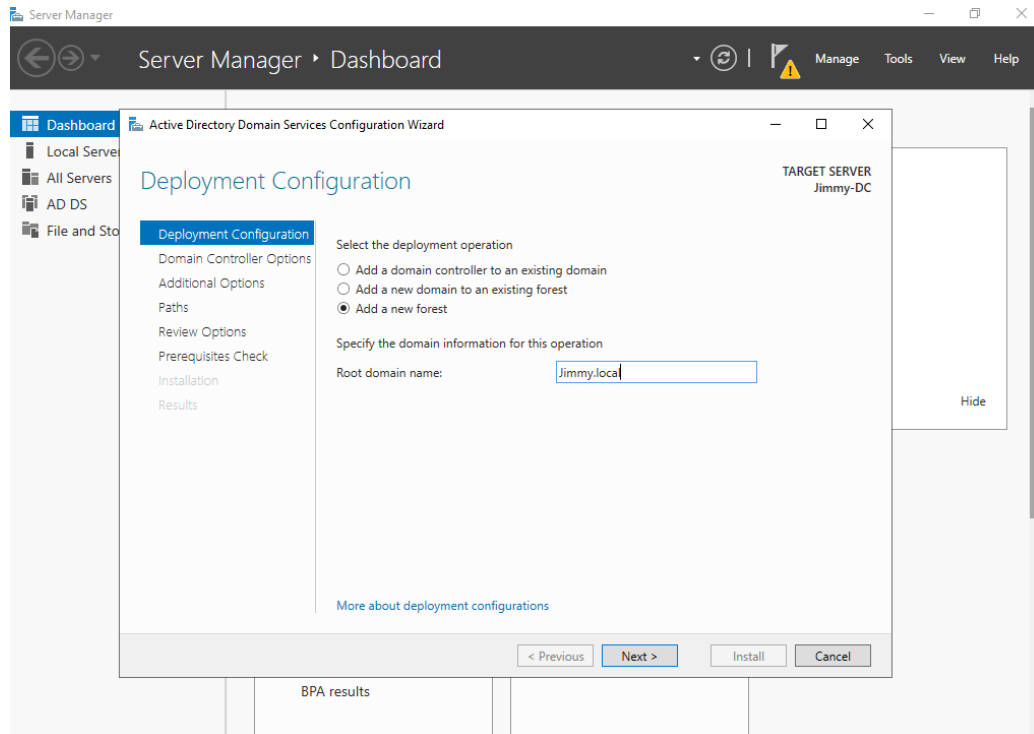 Server Manager
Server Manager ‣ Dashboard
Manage Tools View Help
Dashboard
Local Server
All Servers
AD DS
File and Sto
Active Directory Domain Services Configuration Wizard
Deployment Configuration
TARGET SERVER
Jimmy-DC
Deployment Configuration
Domain Controller Options
Additional Options
Paths
Review Options
Prerequisites Check
Installation
Results
Select the deployment operation
Add a domain controller to an existing domain
Add a new domain to an existing forest
Add a new forest
Specify the domain information for this operation
Root domain name: Jimmy.local
More about deployment configurations
< Previous Next > Install Cancel
Hide
BPA results